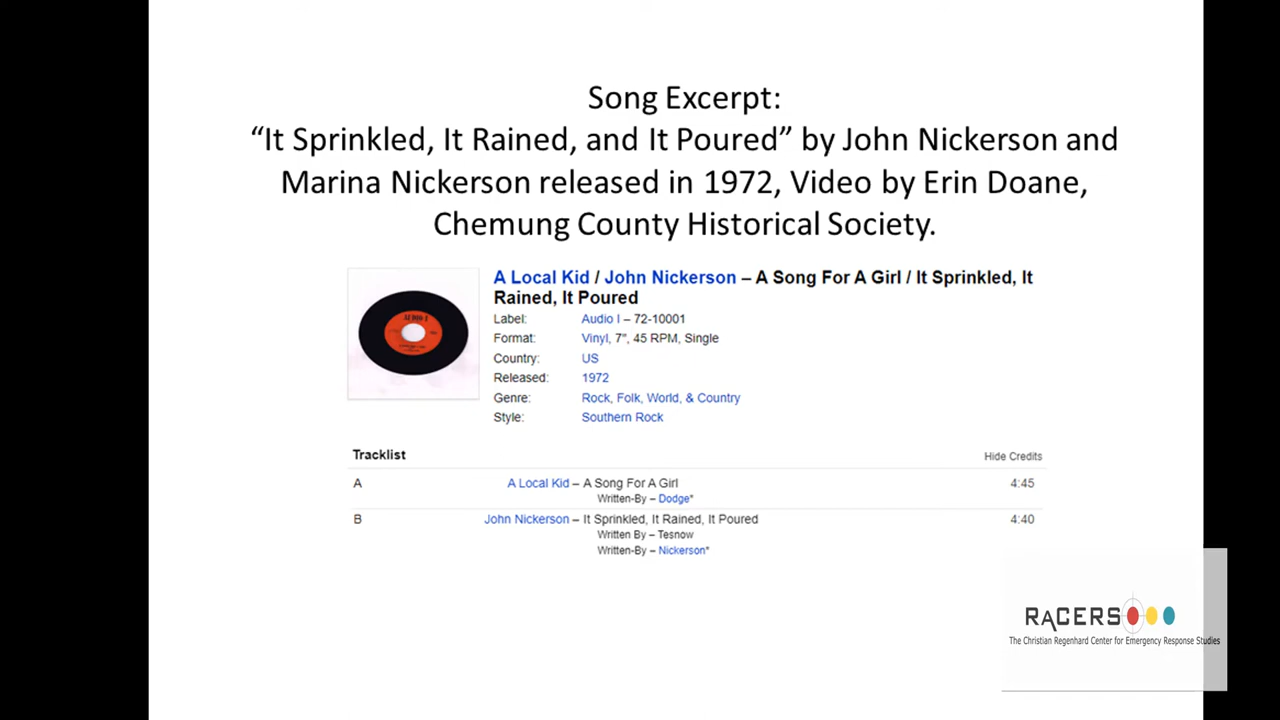 Song Excerpt:
“It Sprinkled, It Rained, and It Poured” by John Nickerson and
Marina Nickerson released in 1972, Video by Erin Doane,
Chemung County Historical Society.
A Local Kid / John Nickerson – A Song For A Girl / It Sprinkled, It
Rained, It Poured
Label: Audio I – 72-10001
Format: Vinyl, 7", 45 RPM, Single
Country: US
Released: 1972
Genre: Rock, Folk, World, & Country
Style: Southern Rock
Tracklist Hide Credits
A A Local Kid – A Song For A Girl 4:45
Written-By – Dodge*
B John Nickerson – It Sprinkled, It Rained, It Poured 4:40
Written By – Tesnow
Written-By – Nickerson*
RaCERS
The Christian Regenhard Center for Emergency Response Studies